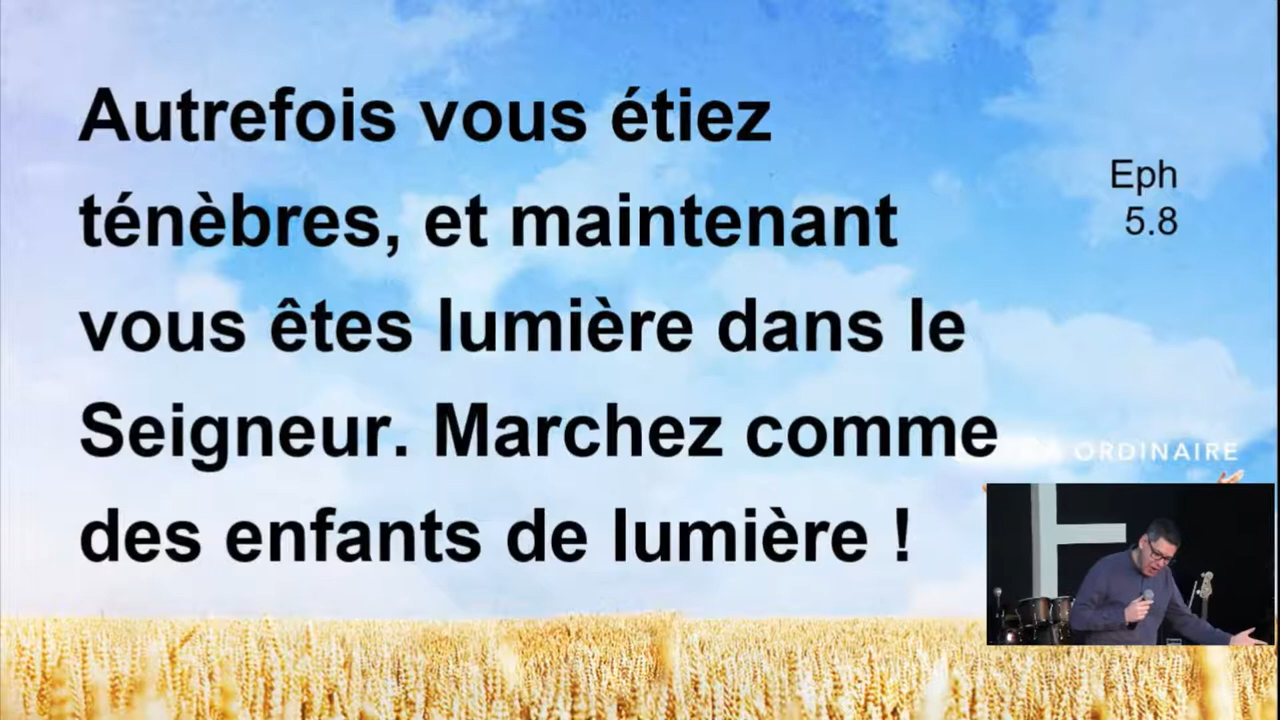 Autrefois vous étiez
ténèbres, et maintenant
vous êtes lumière dans le
Seigneur. Marchez comme
des enfants de lumière !
Eph
5.8
ORDINAIRE